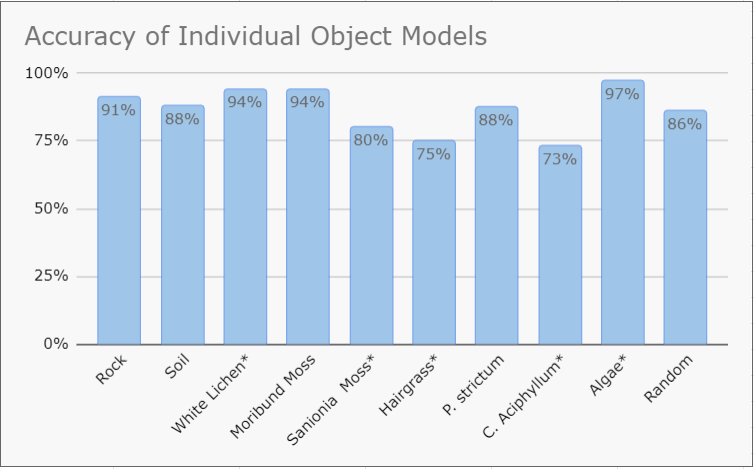 Accuracy of Individual Object Models
100%
75%
50%
25%
0%
91%
88%
94%
94%
80%
75%
88%
73%
97%
86%
Rock
Soil
White Lichen*
Moribund Moss
Sanionia  Moss*
Hairgrass*
P. strictum
C. Aciphyllum*
Algae*
Random